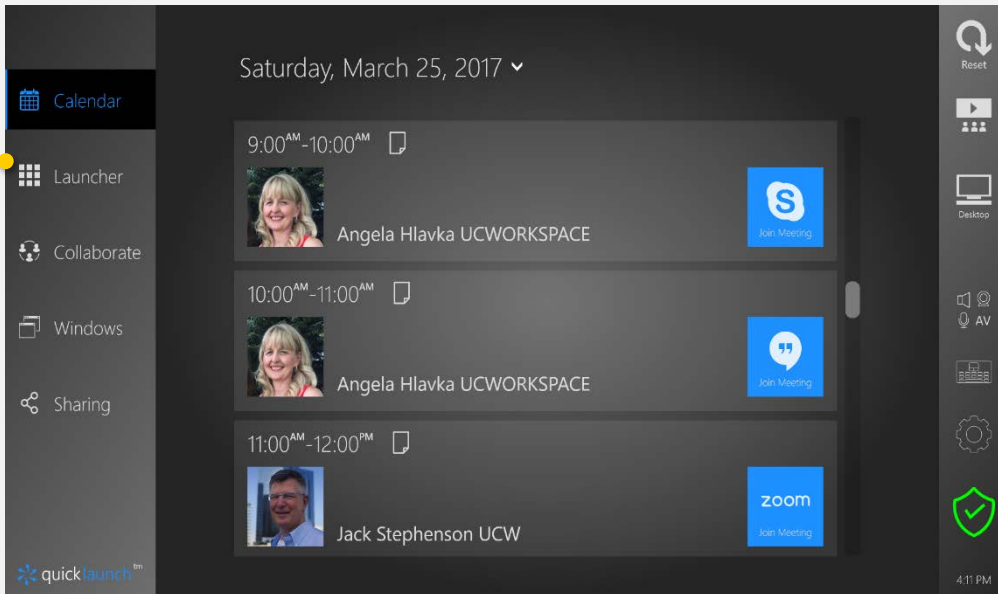 Saturday, March 25, 2017
Reset
Calendar
9:00AM-10:00AM
Launcher
S
Join Meeting
Desktop
Angela Hlavka UCWORKSPACE
Collaborate
10:00AM-11:00AM
AV
Windows
Join Meeting
Angela Hlavka UCWORKSPACE
Sharing
11:00AM-12:00PM
zoom
Join Meeting
Jack Stephenson UCW
quicklaunch tm
4:11 PM